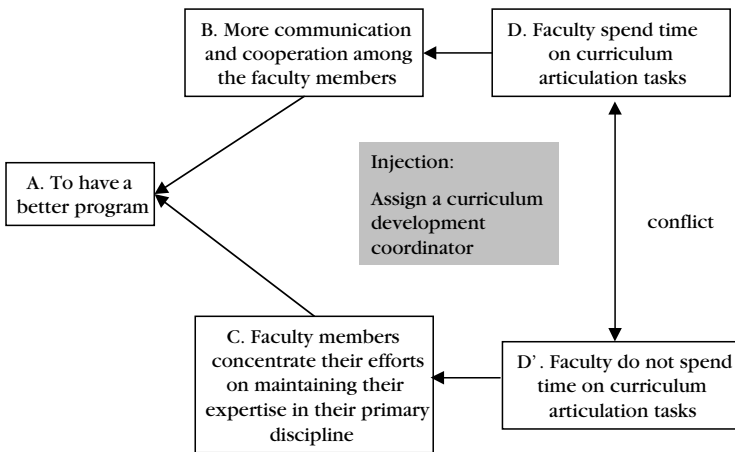 B. More communication
and cooperation among
the faculty members
D. Faculty spend time
on curriculum
articulation tasks
A. To have a
better program
Injection:
Assign a curriculum
development
coordinator
conflict
C. Faculty members
concentrate their efforts
on maintaining their
expertise in their primary
discipline
D’. Faculty do not spend
time on curriculum
articulation tasks